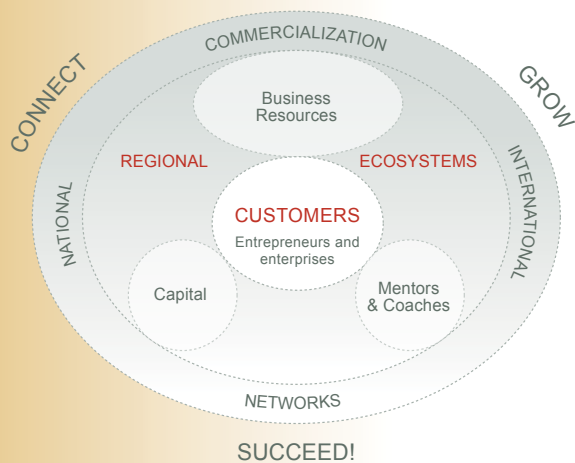 CONNECT
GROW
COMMERCIALIZATION
Business
Resources
REGIONAL
ECOSYSTEMS
NATIONAL
INTERNATIONAL
CUSTOMERS
Entrepreneurs and
enterprises
Capital
Mentors
& Coaches
NETWORKS
SUCCEED!